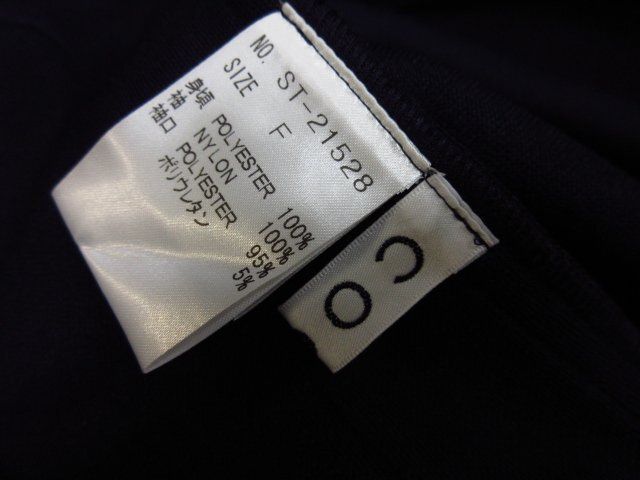 NO. ST-21528
SIZE F
身頃 POLYESTER 100%
袖 NYLON 100%
袖口 POLYESTER 95%
ポリウレタン 5%
CO